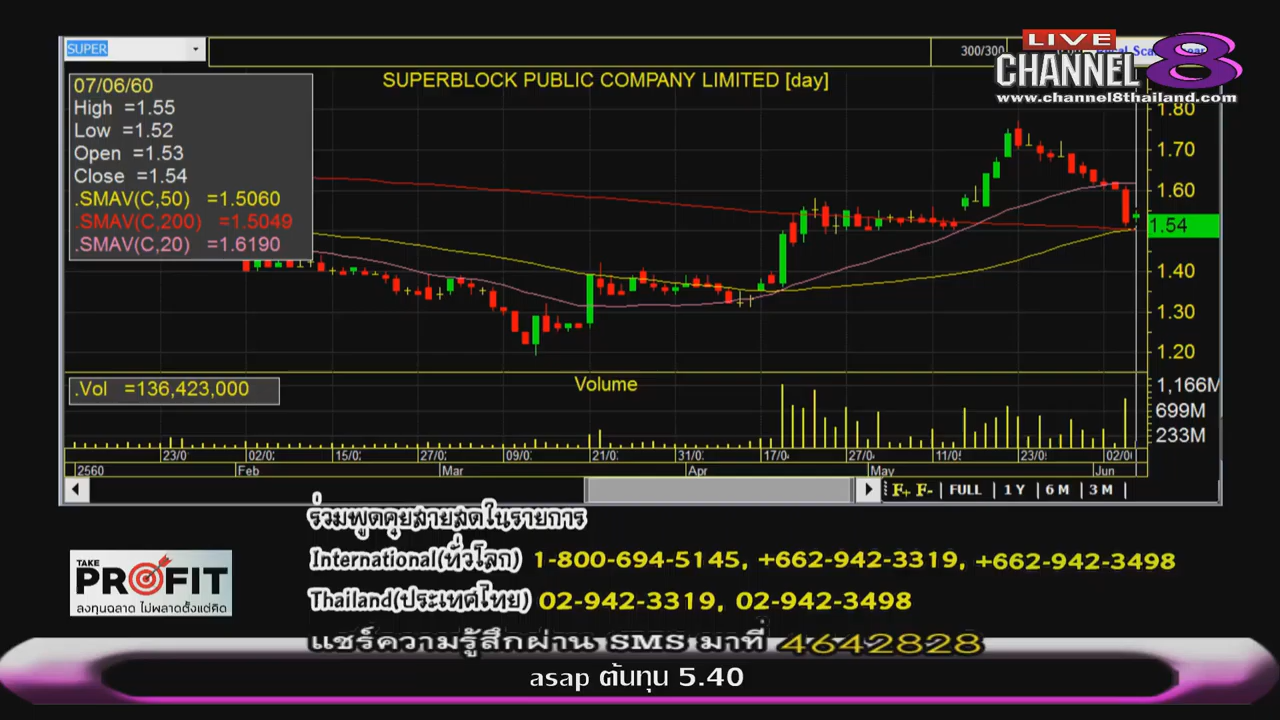 SUPER
300/300
LIVE
CHANNEL 8
www.channel8thailand.com
SUPERBLOCK PUBLIC COMPANY LIMITED [day]
07/06/60
High =1.55
Low =1.52
Open =1.53
Close =1.54
.SMAV(C,50) =1.5060
.SMAV(C,200) =1.5049
.SMAV(C,20) =1.6190
1.80
1.70
1.60
1.54
1.40
1.30
1.20
.Vol =136,423,000
Volume
1,166M
699M
233M
23/0 02/0 15/0 27/0 09/0 21/0 31/0 17/0 27/0 11/0 23/0 02/0
2560 Feb Mar Apr May Jun
F+ F- FULL 1 Y 6 M 3 M
ร่วมพูดคุยสายสดในรายการ
International(ทั่วโลก) 1-800-694-5145, +662-942-3319, +662-942-3498
Thailand(ประเทศไทย) 02-942-3319, 02-942-3498
แชร์ความรู้สึกผ่าน SMS มาที่ 4642828
TAKE
PROFIT
ลงทุนฉลาด ไม่พลาดตั้งแต่คิด
asap ต้นทุน 5.40